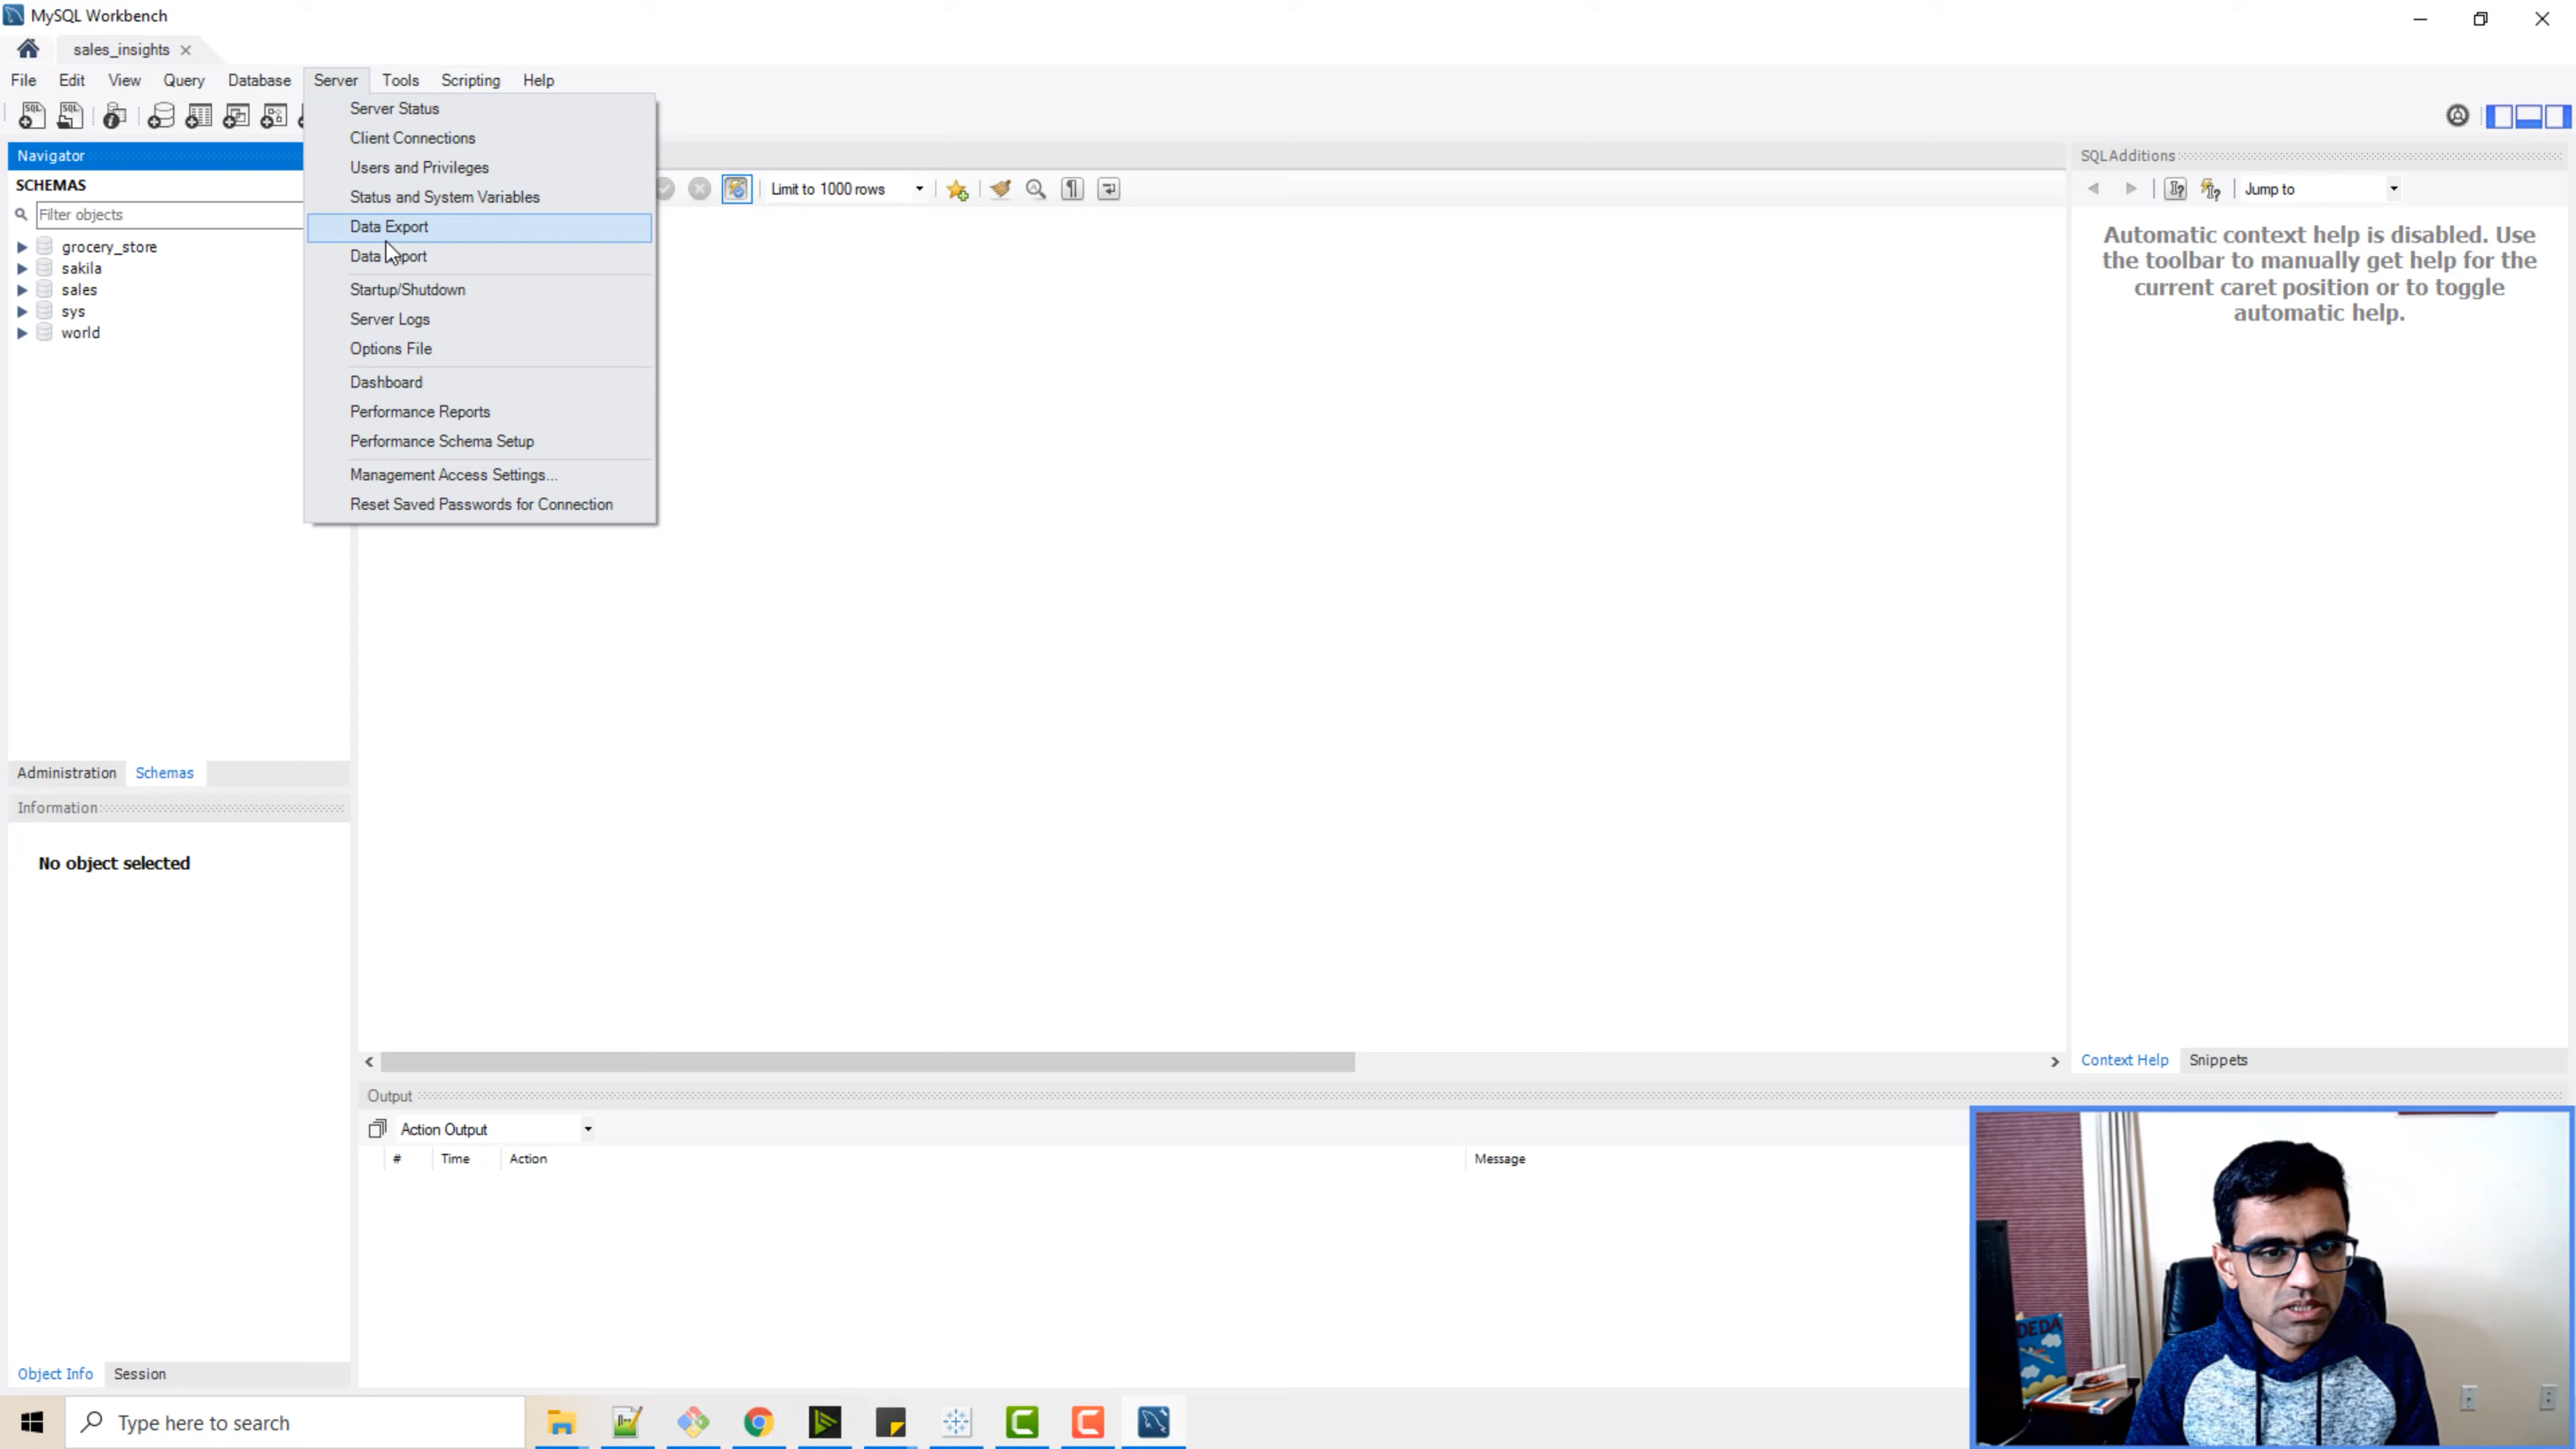 MySQL Workbench
sales_insights
File Edit View Query Database Server Tools Scripting Help
Server Status
Client Connections
Users and Privileges
Status and System Variables
Data Export
Data
Startup/Shutdown
Server Logs
Options File
Dashboard
Performance Reports
Performance Schema Setup
Management Access Settings...
Reset Saved Passwords for Connection
Navigator
SCHEMAS
Filter objects
grocery_store
sakila
sales
sys
world
Limit to 1000 rows
SQLAdditions
Jump to
Automatic context help is disabled. Use
the toolbar to manually get help for the
current caret position or to toggle
automatic help.
Administration Schemas
Information
No object selected
Context Help Snippets
Output
Action Output
# Time Action Message
Object Info Session
Type here to search